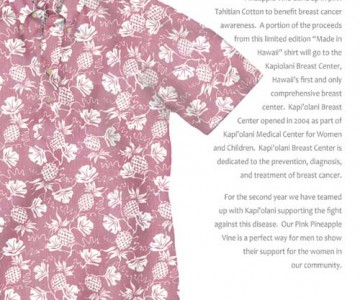 Tahitian Cotton to benefit breast cancer
awareness. A portion of the proceeds
from this limited edition "Made in
Hawaii" shirt will go to the
Kapiolani Breast Center,
Hawaii's first and only
comprehensive breast
center. Kapi'olani Breast Center
Center opened in 2004 as part of
Kapi'olani Medical Center for Women
and Children. Kapi'olani Breast Center is
dedicated to the prevention, diagnosis,
and treatment of breast cancer.
For the second year we have teamed
up with Kapi'olani supporting the fight
against this disease. Our Pink Pineapple
Vine is a perfect way for men to show
their support for the women in
our community.